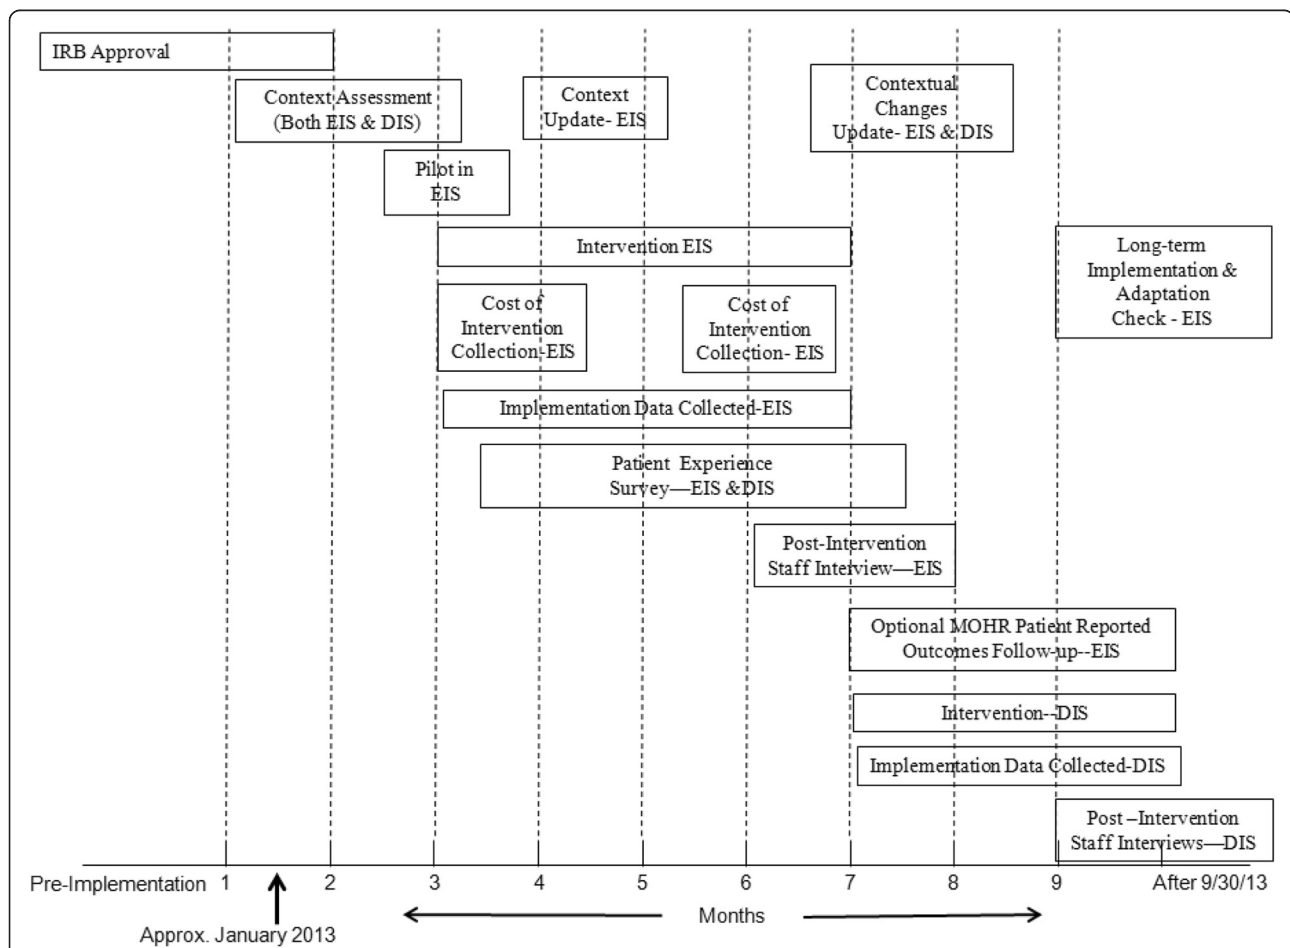 IRB Approval
Context Assessment
(Both EIS & DIS)
Context
Update- EIS
Contextual
Changes
Update- EIS & DIS
Pilot in
EIS
Intervention EIS
Long-term
Implementation &
Adaptation
Check - EIS
Cost of
Intervention
Collection-EIS
Cost of
Intervention
Collection- EIS
Implementation Data Collected-EIS
Patient Experience
Survey—EIS &DIS
Post-Intervention
Staff Interview—EIS
Optional MOHR Patient Reported
Outcomes Follow-up--EIS
Intervention--DIS
Implementation Data Collected-DIS
Post –Intervention
Staff Interviews—DIS
Pre-Implementation 1 2 3 4 5 6 7 8 9 After 9/30/13
Months
Approx. January 2013